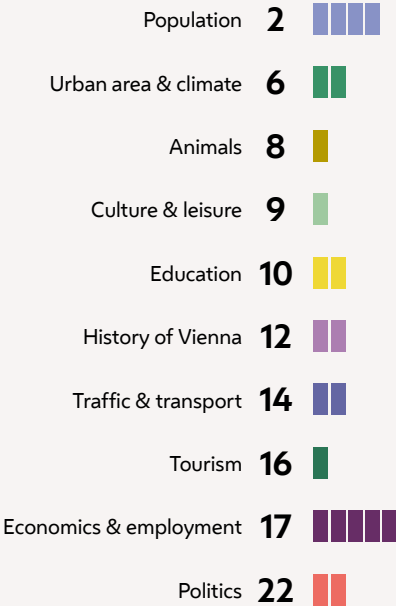 Population 2
Urban area & climate 6
Animals 8
Culture & leisure 9
Education 10
History of Vienna 12
Traffic & transport 14
Tourism 16
Economics & employment 17
Politics 22